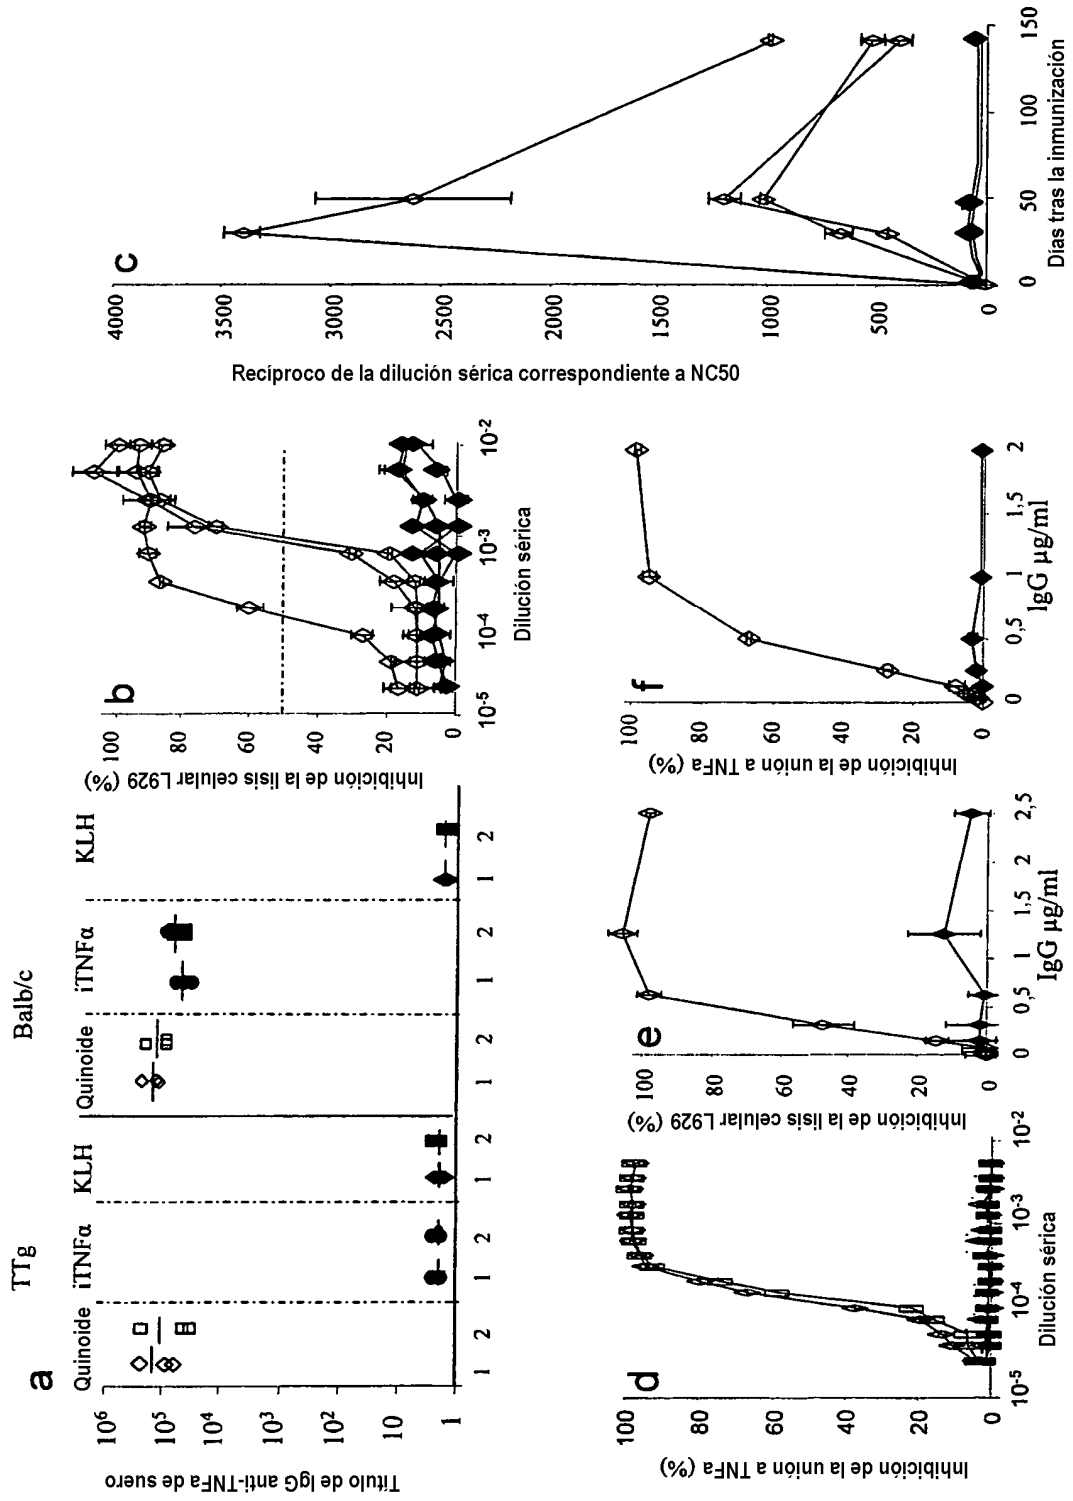 a
TTg
Balb/c
Quinoide
iTNFα
KLH
Quinoide
iTNFα
KLH
Título de IgG anti-TNFa de suero
10⁶
10⁵
10⁴
10³
10²
10
1
1 2 1 2 1 2 1 2 1 2 1 2
b
Inhibición de la lisis celular L929 (%)
100
80
60
40
20
0
10⁻⁵ 10⁻⁴ 10⁻³ 10⁻²
Dilución sérica
c
Recíproco de la dilución sérica correspondiente a NC50
4000
3500
3000
2500
2000
1000
500
0
0 50 100 150
Días tras la inmunización
d
Inhibición de la unión a TNFa (%)
100
80
60
40
20
0
10⁻⁵ 10⁻⁴ 10⁻³ 10⁻²
Dilución sérica
e
Inhibición de la lisis celular L929 (%)
100
80
60
40
20
0
0 0,5 1 1,5 2 2,5
IgG µg/ml
f
Inhibición de la unión a TNFa (%)
100
80
60
40
20
0
0 0,5 1 1,5 2
IgG µg/ml